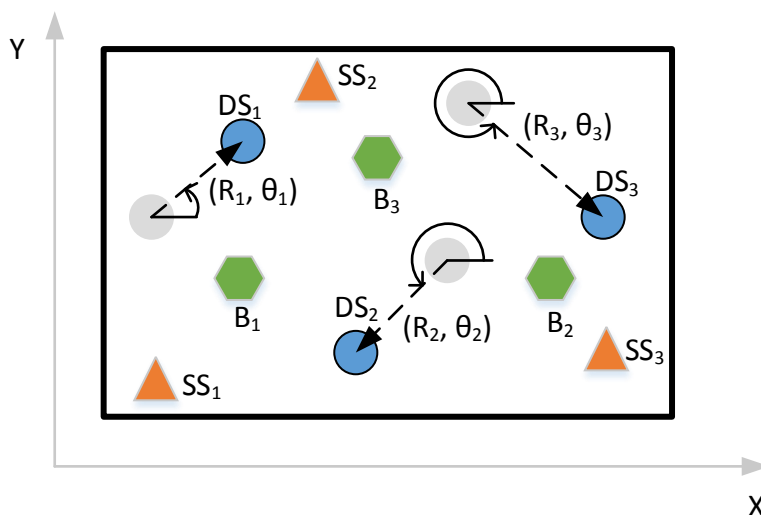 Y
SS₂
DS₁
(R₃, θ₃)
(R₁, θ₁)
B₃
DS₃
DS₂
B₁
(R₂, θ₂)
B₂
SS₃
SS₁
X